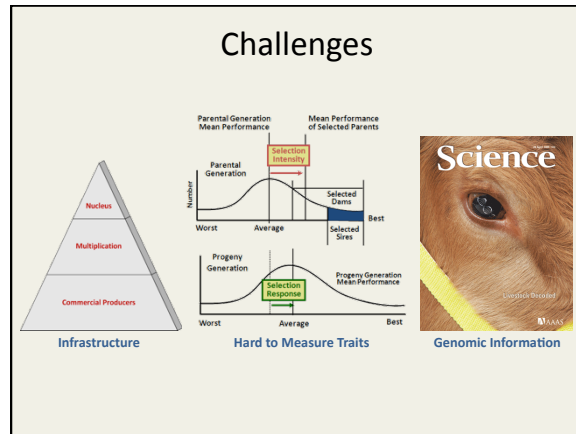 Challenges
Nucleus
Multiplication
Commercial Producers
Infrastructure
Parental Generation
Mean Performance
Mean Performance
of Selected Parents
Selection
Intensity
Parental
Generation
Number
Selected
Dams
Worst
Average
Selected
Sires
Best
Progeny
Generation
Selection
Response
Progeny Generation
Mean Performance
Worst
Average
Best
Hard to Measure Traits
Science
Livestock Decoded
AAAS
Genomic Information